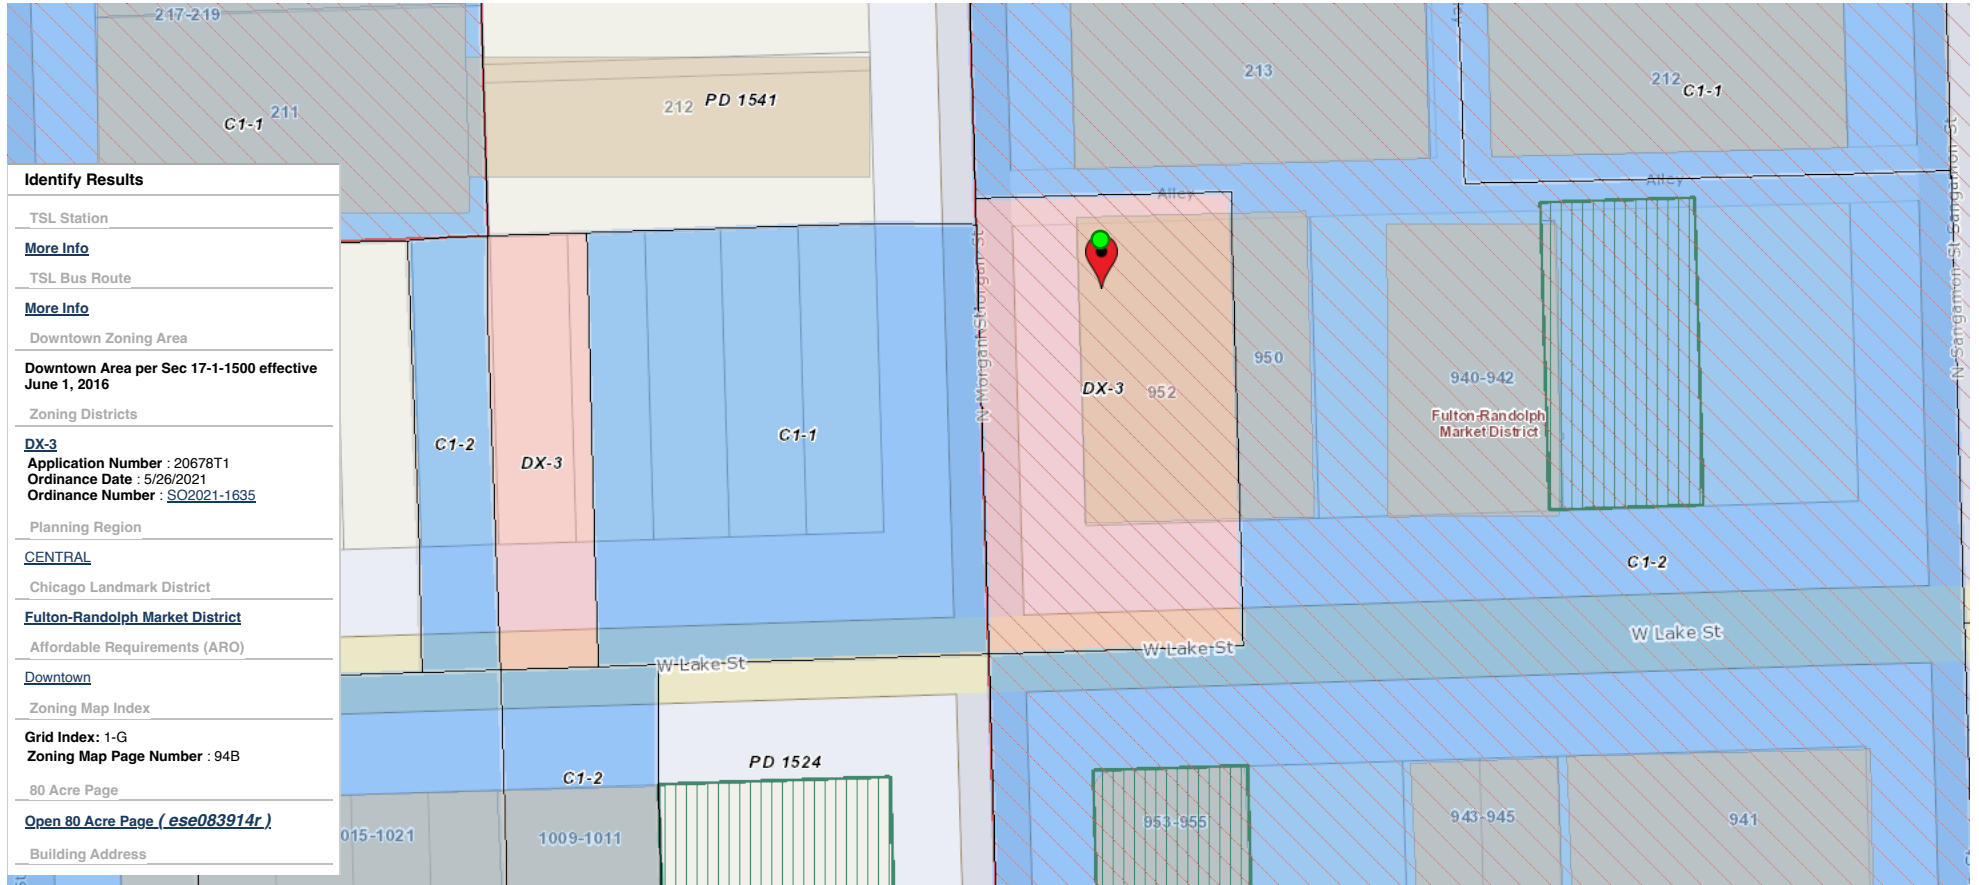 217-219
211
C1-1
212
PD 1541
213
212
C1-1
Alley
Alley
Identify Results
TSL Station
More Info
TSL Bus Route
More Info
Downtown Zoning Area
Downtown Area per Sec 17-1-1500 effective
June 1, 2016
Zoning Districts
DX-3
Application Number : 20678T1
Ordinance Date : 5/26/2021
Ordinance Number : SO2021-1635
Planning Region
CENTRAL
Chicago Landmark District
Fulton-Randolph Market District
Affordable Requirements (ARO)
Downtown
Zoning Map Index
Grid Index: 1-G
Zoning Map Page Number : 94B
80 Acre Page
Open 80 Acre Page ( ese083914r )
Building Address
C1-2
DX-3
C1-1
N Morgan St
DX-3
952
950
940-942
Fulton-Randolph
Market District
N Sangamon St Sangamon St
C1-2
W Lake St
W Lake St
W Lake St
PD 1524
C1-2
015-1021
1009-1011
953-955
943-945
941